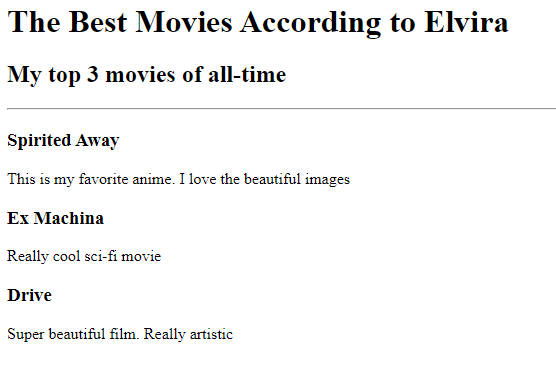 The Best Movies According to Elvira
My top 3 movies of all-time
Spirited Away
This is my favorite anime. I love the beautiful images
Ex Machina
Really cool sci-fi movie
Drive
Super beautiful film. Really artistic